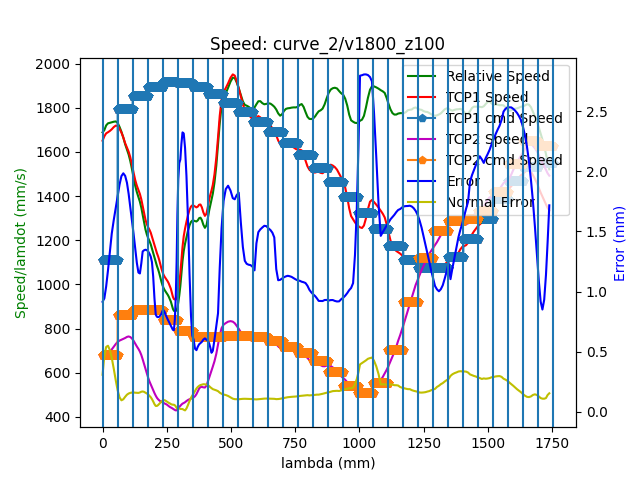 Speed: curve_2/v1800_z100
2000
1800
1600
1400
1200
1000
800
600
400
Speed/lamdot (mm/s)
0
250
500
750
1000
1250
1500
1750
lambda (mm)
2.5
2.0
1.5
1.0
0.5
0.0
Error (mm)
Relative Speed
TCP1 Speed
TCP1 cmd Speed
TCP2 Speed
TCP2 cmd Speed
Error
Normal Error